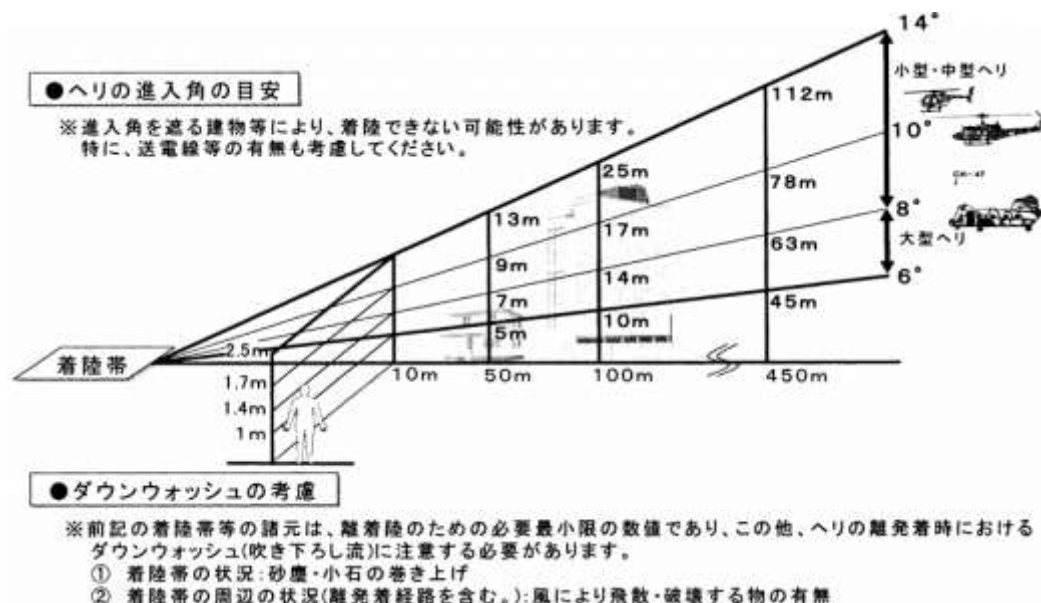 14°
●ヘリの進入角の目安
小型・中型ヘリ
※進入角を遮る建物等により、着陸できない可能性があります。
特に、送電線等の有無も考慮してください。
112m
10°
25m
78m
CH-47
13m
8°
17m
63m
大型ヘリ
9m
14m
6°
7m
45m
10m
5m
2.5m
着陸帯
10m
50m
100m
450m
1.7m
1.4m
1m
●ダウンウォッシュの考慮
※前記の着陸帯等の諸元は、離着陸のための必要最小限の数値であり、この他、ヘリの離発着時における
ダウンウォッシュ(吹き下ろし流)に注意する必要があります。
① 着陸帯の状況:砂塵・小石の巻き上げ
② 着陸帯の周辺の状況(離発着経路を含む。):風により飛散・破壊する物の有無